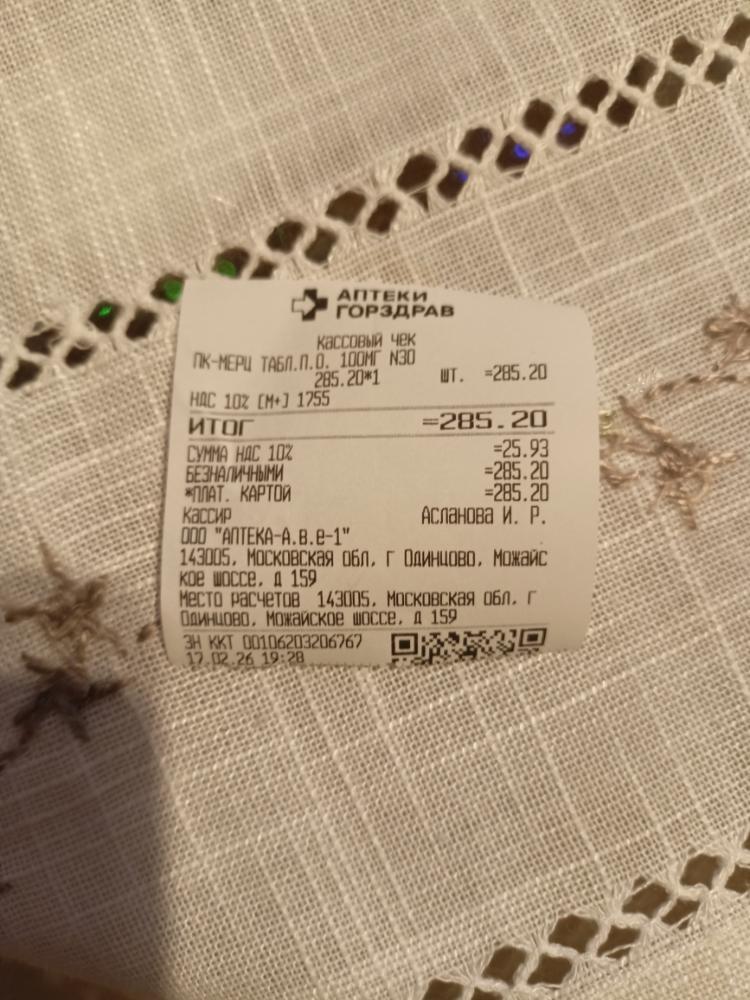 АПТЕКИ
ГОРЗДРАВ
КАССОВЫЙ ЧЕК
ПК-МЕРЦ ТАБЛ.П.О. 100МГ N30
285.20*1 ШТ. =285.20
НДС 10% [М+] 1755
ИТОГ =285.20
СУММА НДС 10% =25.93
БЕЗНАЛИЧНЫМИ =285.20
*ПЛАТ. КАРТОЙ =285.20
Кассир Асланова И. Р.
ООО "АПТЕКА-А.в.е-1"
143005, Московская обл, г Одинцово, Можайс
кое шоссе, д 159
Место расчетов 143005, Московская обл, г
Одинцово, Можайское шоссе, д 159
ЗН ККТ 00106203206767
17.02.26 19:28